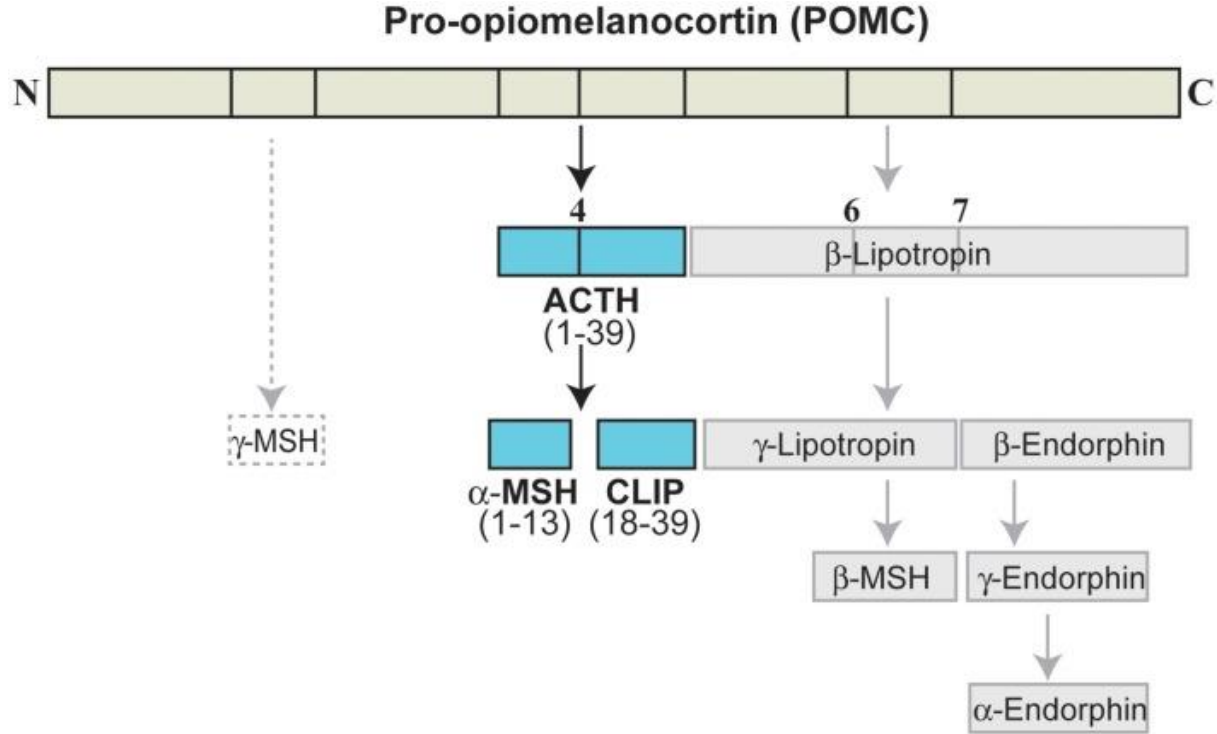 Pro-opiomelanocortin (POMC)
N
C
4
6
7
β-Lipotropin
ACTH
(1-39)
γ-MSH
γ-Lipotropin
β-Endorphin
α-MSH
CLIP
(1-13)
(18-39)
β-MSH
γ-Endorphin
α-Endorphin